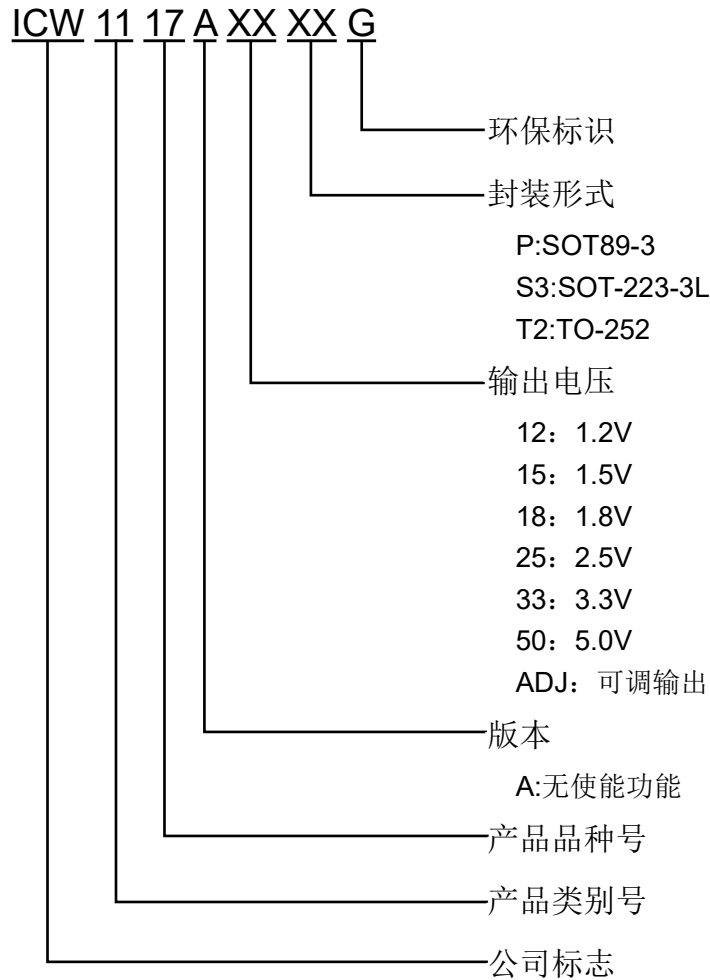 ICW 11 17 A XX XX G
环保标识
封装形式
P:SOT89-3
S3:SOT-223-3L
T2:TO-252
输出电压
12：1.2V
15：1.5V
18：1.8V
25：2.5V
33：3.3V
50：5.0V
ADJ：可调输出
版本
A:无使能功能
产品品种号
产品类别号
公司标志